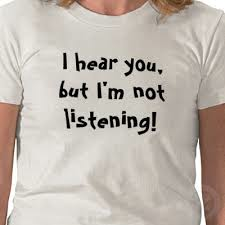 I hear you,
but I'm not
listening!